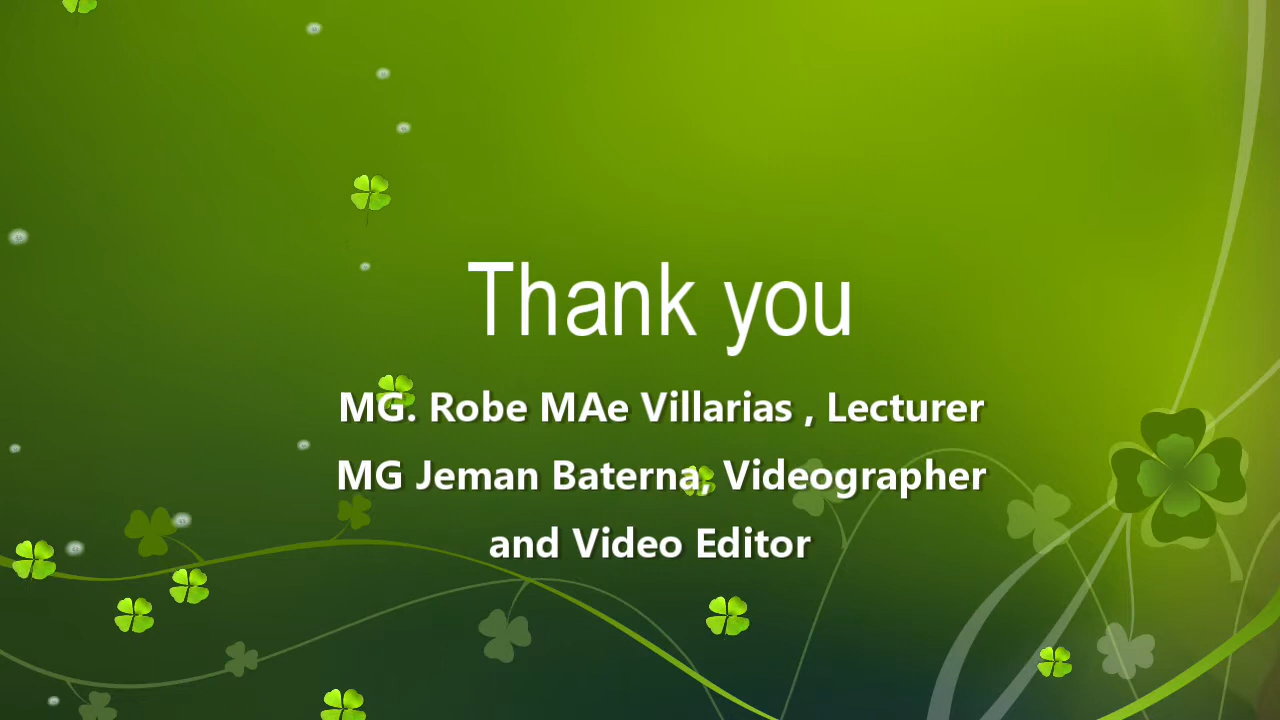 Thank you
MG. Robe MAe Villarias , Lecturer
MG Jeman Baterna, Videographer
and Video Editor